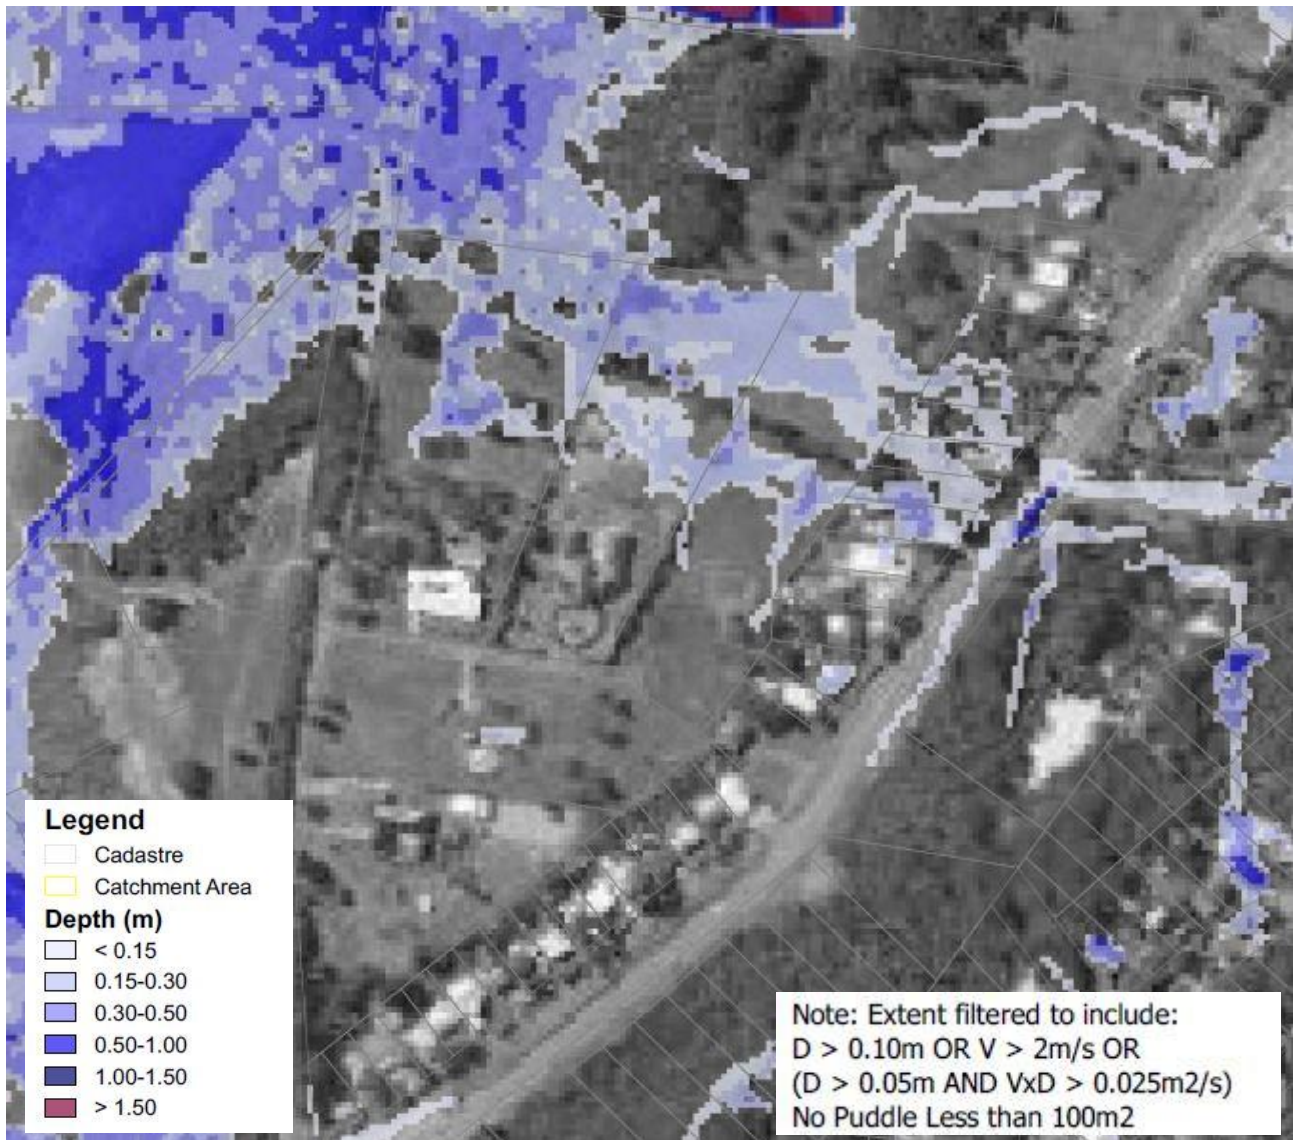 Legend
Cadastre
Catchment Area
Depth (m)
< 0.15
0.15-0.30
0.30-0.50
0.50-1.00
1.00-1.50
> 1.50
Note: Extent filtered to include:
D > 0.10m OR V > 2m/s OR
(D > 0.05m AND VxD > 0.025m2/s)
No Puddle Less than 100m2